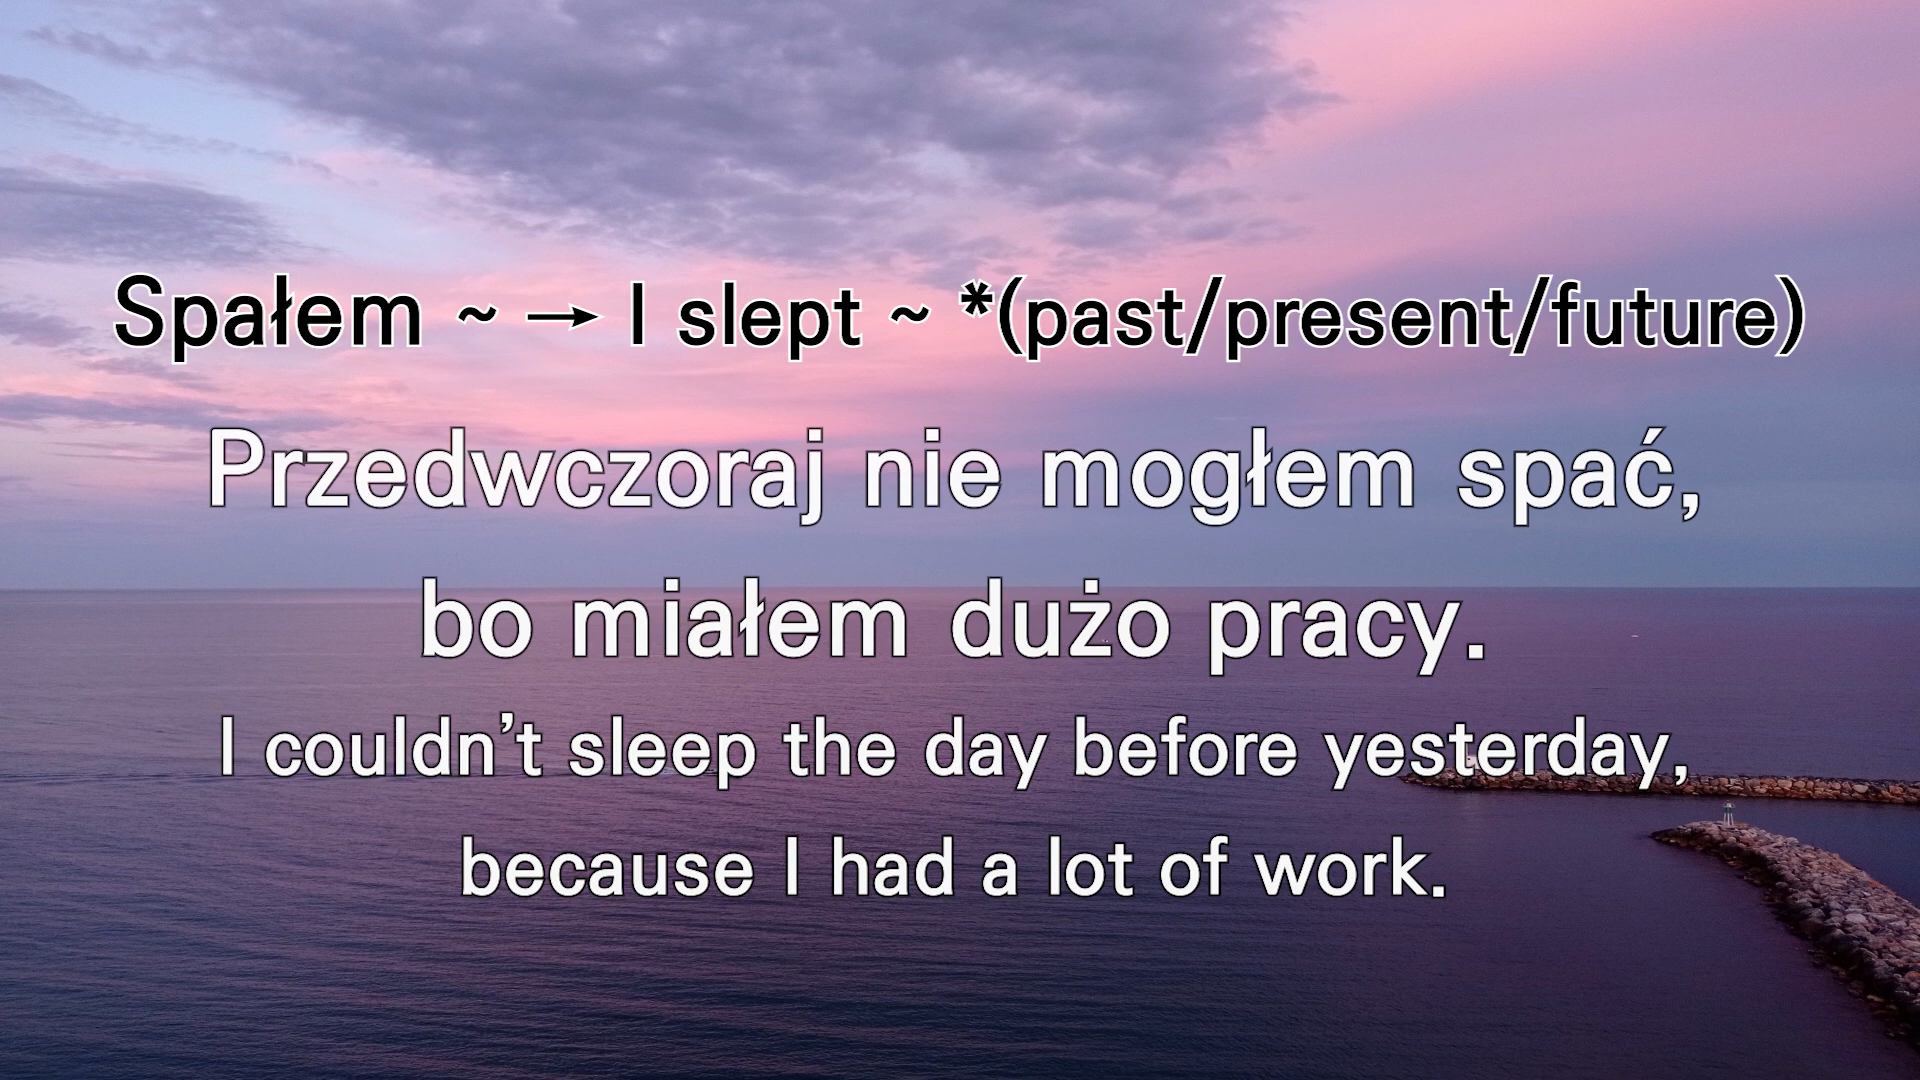 Spałem ~ → I slept ~ *(past/present/future)
Przedwczoraj nie mogłem spać,
bo miałem dużo pracy.
I couldn’t sleep the day before yesterday,
because I had a lot of work.